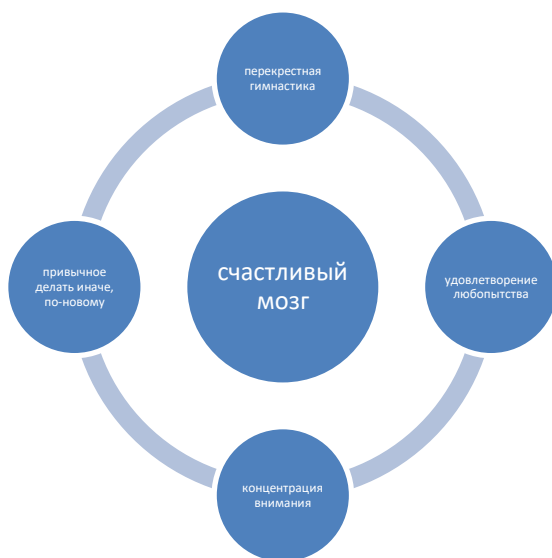 перекрестная
гимнастика
счастливый
мозг
удовлетворение
любопытства
концентрация
внимания
привычное
делать иначе,
по-новому